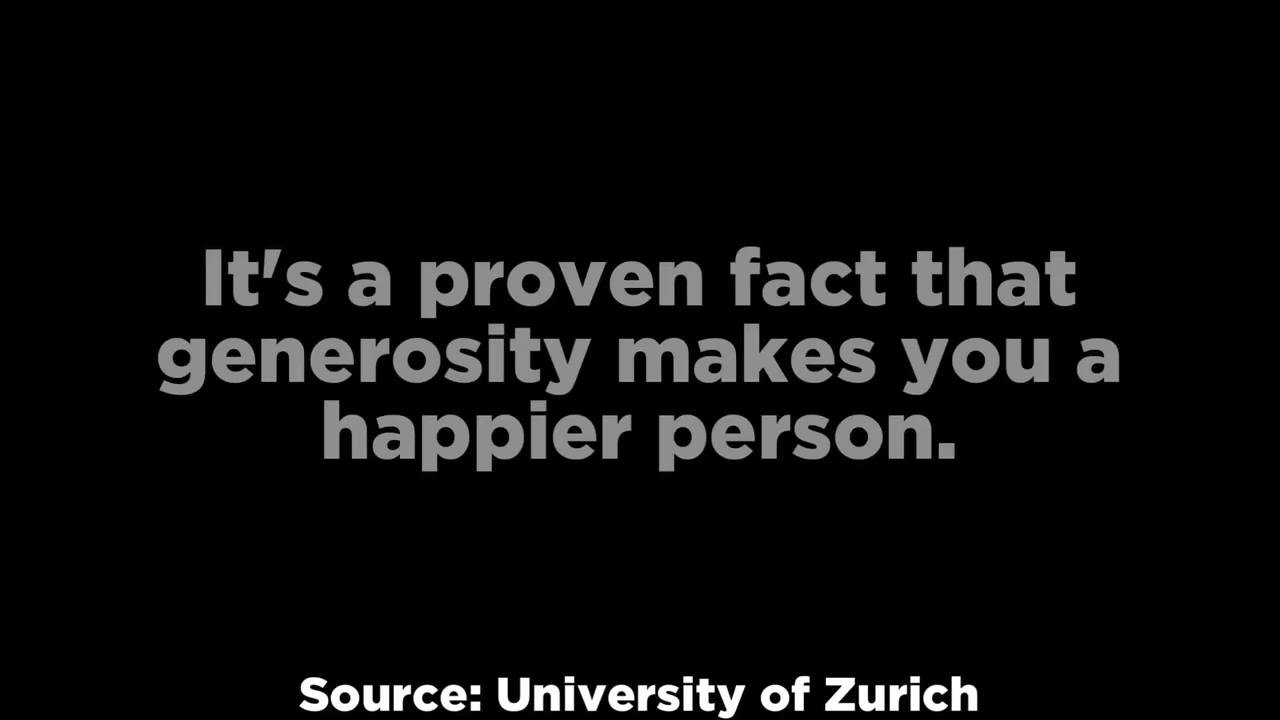 It's a proven fact that
generosity makes you a
happier person.
Source: University of Zurich